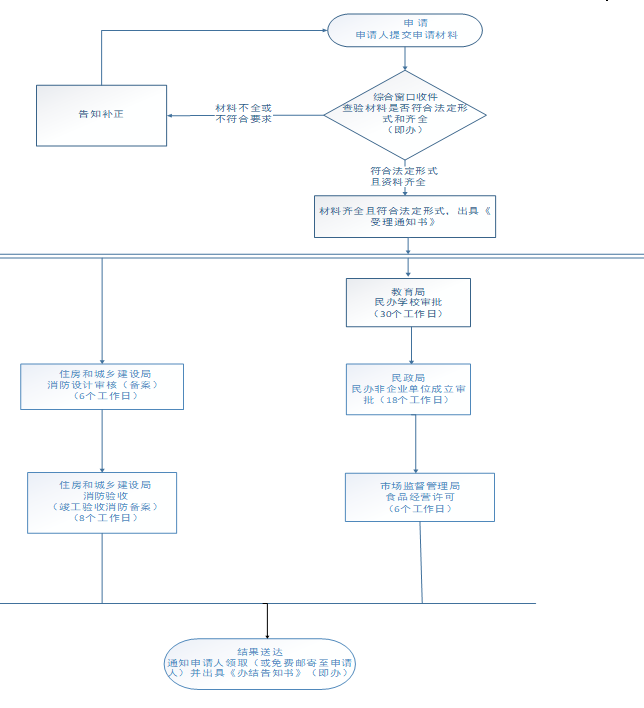 申 请
申请人提交申请材料
综合窗口收件
查验材料是否符合法定形
式和齐全
（即办）
材料不全或
不符合要求
告知补正
符合法定形式
且资料齐全
材料齐全且符合法定形式，出具《
受理通知书》
教育局
民办学校审批
（30个工作日）
住房和城乡建设局
消防设计审核（备案）
（6个工作日）
民政局
民办非企业单位成立审
批（18个工作日）
住房和城乡建设局
消防验收
（竣工验收消防备案）
（8个工作日）
市场监督管理局
食品经营许可
（6个工作日）
结果送达
通知申请人领取（或免费邮寄至申请
人）并出具《办结告知书》（即办）